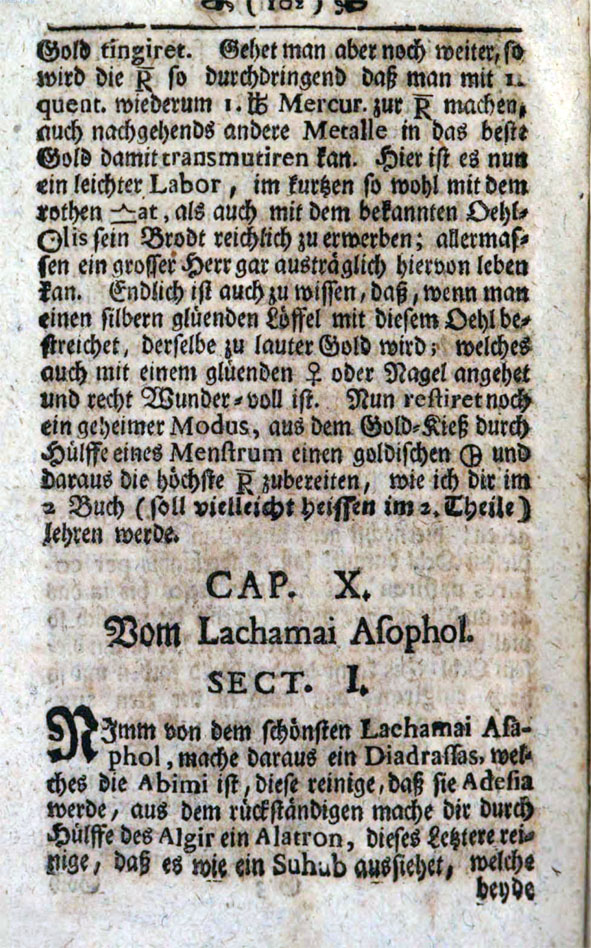 ( 102 )
Gold tingiret. Gehet man aber noch weiter, so
wird die R̅ so durchdringend daß man mit 1.
quent. wiederum 1. ℔ Mercur. zur R̅ machen,
auch nachgehends andere Metalle in das beste
Gold damit transmutiren kan. Hier ist es nun
ein leichter Labor, im kurtzen so wohl mit dem
rothen 🜎at, als auch mit dem bekannten Oehl-
Olis sein Brodt reichlich zu erwerben; allermas-
sen ein grosser Herr gar austräglich hiervon leben
kan. Endlich ist auch zu wissen, daß, wenn man
einen silbern glüenden Löffel mit diesem Oehl be-
streichet, derselbe zu lauter Gold wird; welches
auch mit einem glüenden ♀ oder Nagel angehet
und recht Wunder-voll ist. Nun restiret noch
ein geheimer Modus, aus dem Gold-Kieß durch
Hülffe eines Menstrum einen goldischen 🜨 und
daraus die höchste R̅ zubereiten, wie ich dir im
2 Buch (soll vielleicht heissen im 2. Theile)
lehren werde.
CAP. X.
Vom Lachamai Asophol.
SECT. I.
NImm von dem schönsten Lachamai Asa-
phol, mache daraus ein Diadrassas, wel-
ches die Abimi ist, diese reinige, daß sie Adesia
werde, aus dem rückständigen mache dir durch
Hülffe des Algir ein Alatron, dieses Letztere rei-
nige, daß es wie ein Suhub aussiehet, welche
beyde